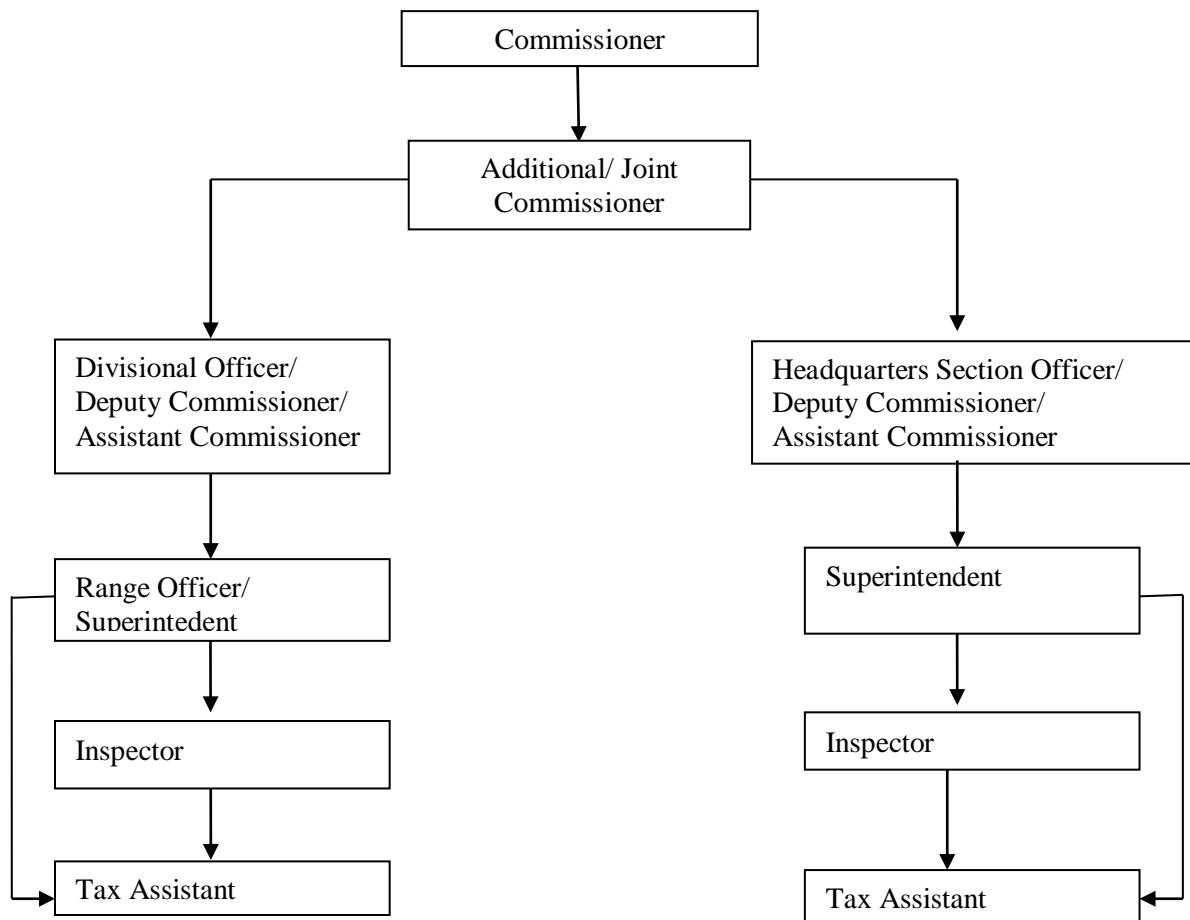 Commissioner
Additional/ Joint
Commissioner
Divisional Officer/
Deputy Commissioner/
Assistant Commissioner
Headquarters Section Officer/
Deputy Commissioner/
Assistant Commissioner
Range Officer/
Superintedent
Superintendent
Inspector
Inspector
Tax Assistant
Tax Assistant